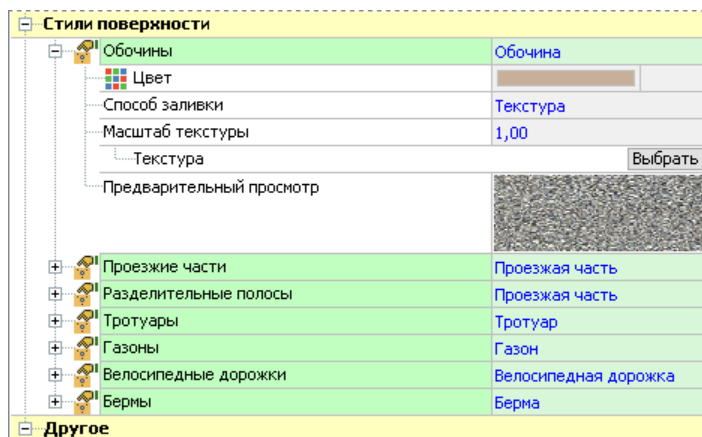 Стили поверхности
Обочины Обочина
Цвет
Способ заливки Текстура
Масштаб текстуры 1,00
Текстура Выбрать
Предварительный просмотр
Проезжие части Проезжая часть
Разделительные полосы Проезжая часть
Тротуары Тротуар
Газоны Газон
Велосипедные дорожки Велосипедная дорожка
Бермы Берма
Другое